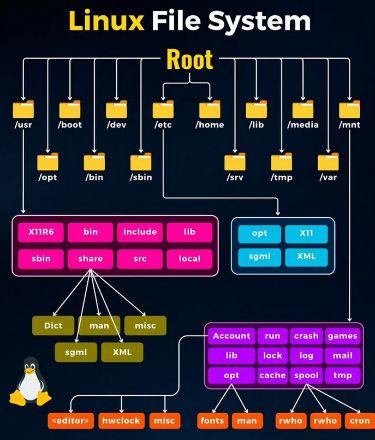 Linux File System
Root
/usr /boot /dev /etc /home /lib /media /mnt
/opt /bin /sbin /srv /tmp /var
X11R6 bin include lib
sbin share src local
opt X11
sgml XML
Dict man misc
sgml XML
Account run crash games
lib lock log mail
opt cache spool tmp
<editor> hwclock misc
fonts man rwho rwho cron